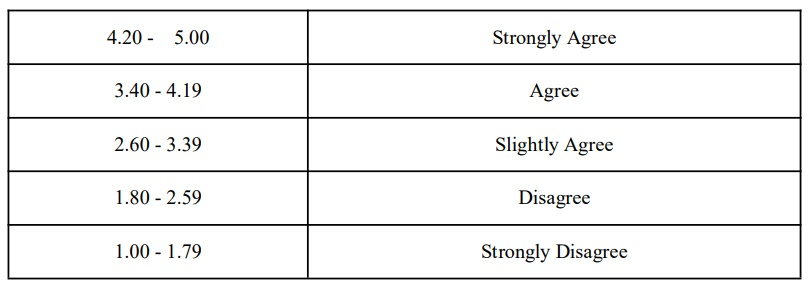 4.20 - 5.00 Strongly Agree
3.40 - 4.19 Agree
2.60 - 3.39 Slightly Agree
1.80 - 2.59 Disagree
1.00 - 1.79 Strongly Disagree